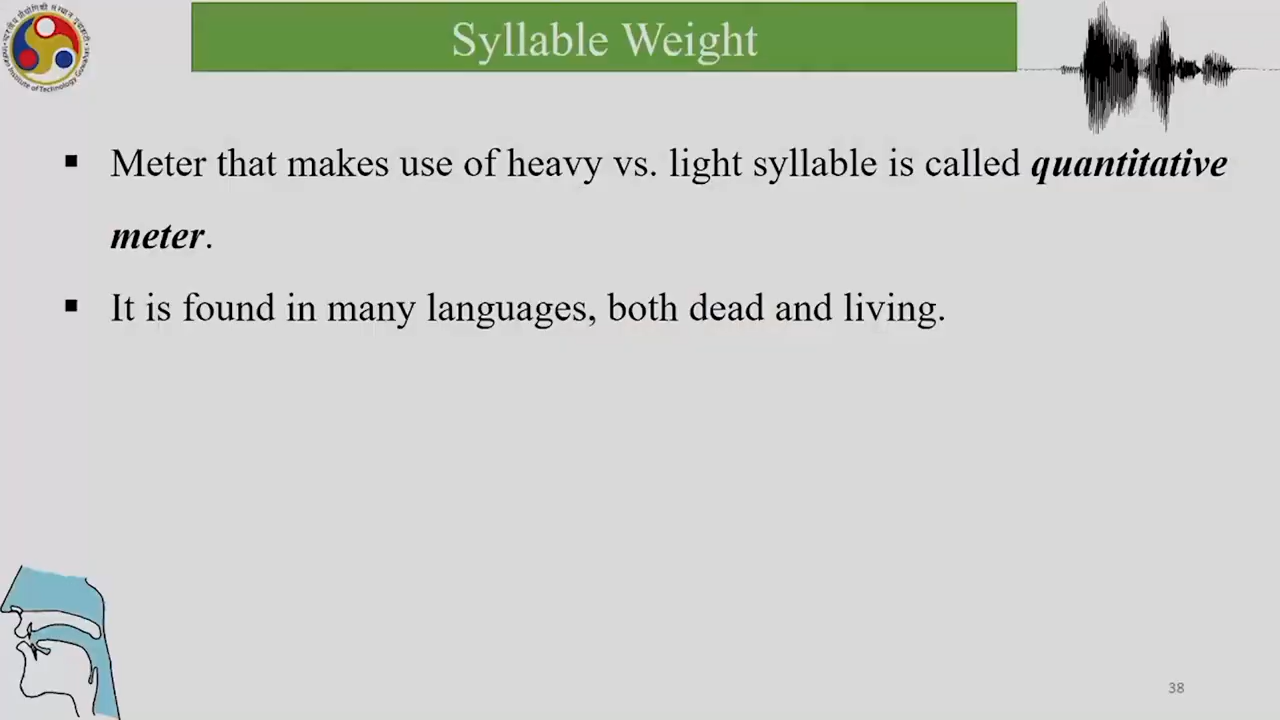 Syllable Weight
▪ Meter that makes use of heavy vs. light syllable is called quantitative
meter.
▪ It is found in many languages, both dead and living.
38